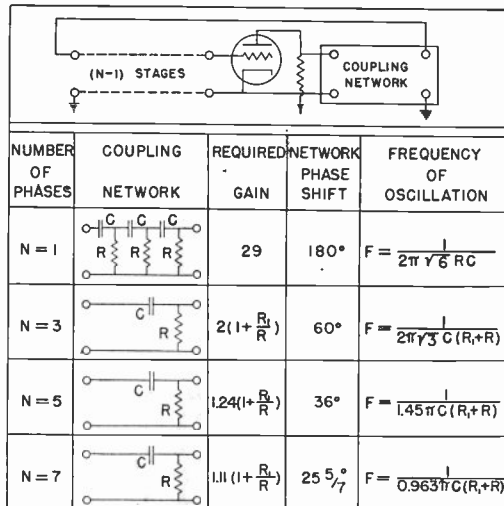 (N-1) STAGES
COUPLING
NETWORK
NUMBER OF PHASES
COUPLING NETWORK
REQUIRED GAIN
NETWORK PHASE SHIFT
FREQUENCY OF OSCILLATION
N = 1
C C C
R R R
29
180°
F = 1/(2π √6 RC)
N = 3
C
R
2(1+R₁/R)
60°
F = 1/(2π√3 C(R₁+R))
N = 5
C
R
1.24(1+R₁/R)
36°
F = 1/(1.45πC(R₁+R))
N = 7
C
R
1.11(1+R₁/R)
25 5/7°
F = 1/(0.963πC(R₁+R))